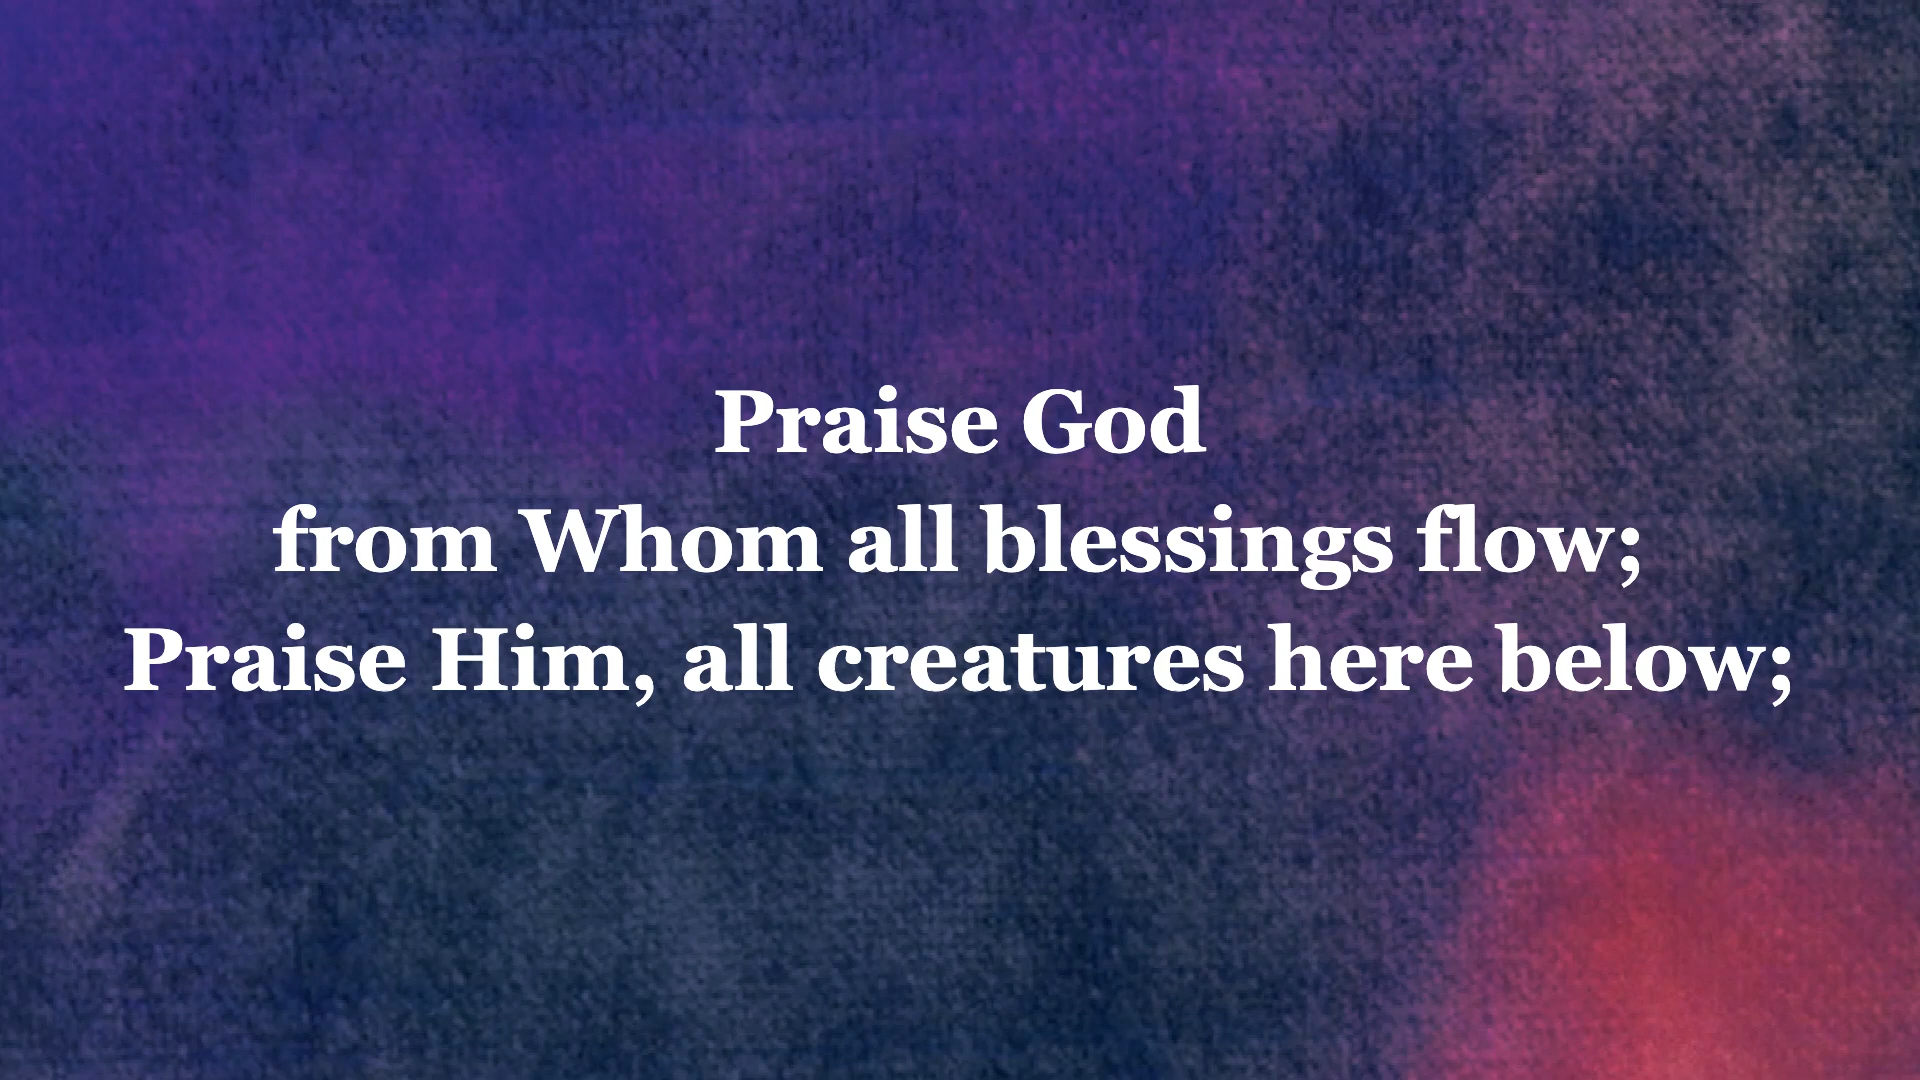 Praise God
from Whom all blessings flow;
Praise Him, all creatures here below;